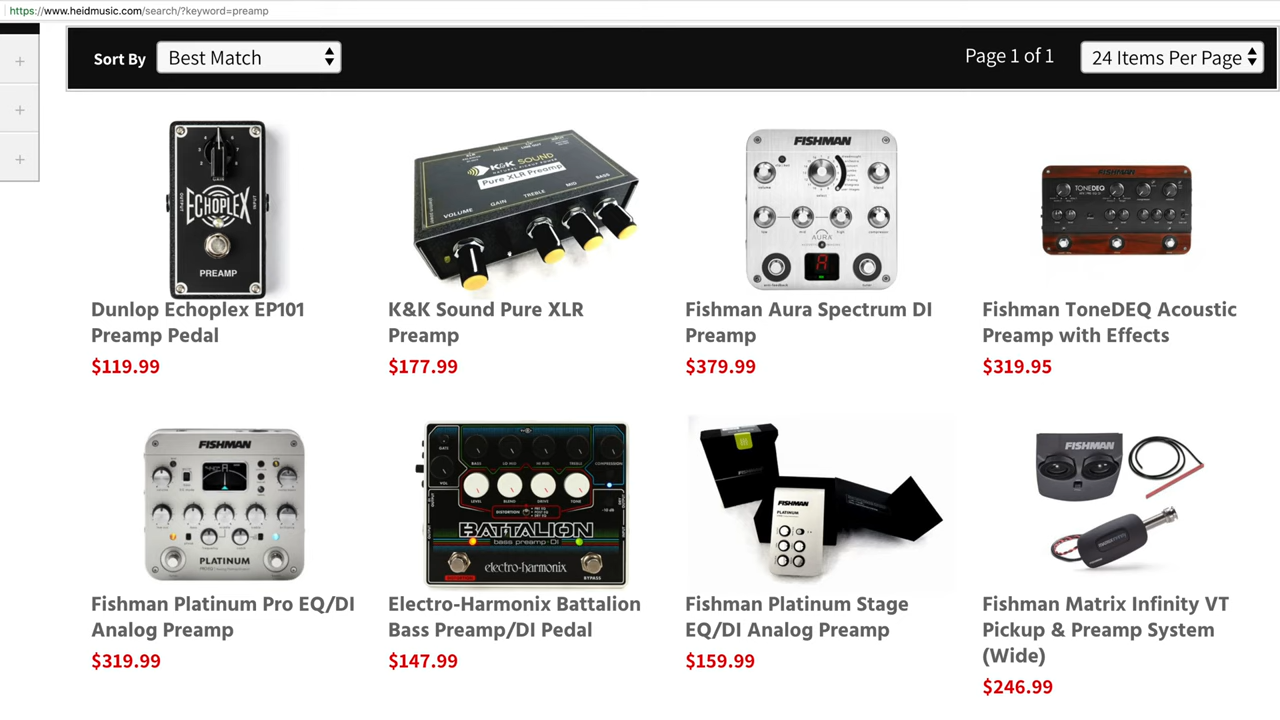 https://www.heidmusic.com/search/?keyword=preamp
Sort By
Best Match
Page 1 of 1
24 Items Per Page
ECHOPLEX
PREAMP
K&K SOUND
Pure XLR Preamp
VOLUME GAIN TREBLE MID BASS
FISHMAN
AURA
FISHMAN
TONEDEQ
Dunlop Echoplex EP101
Preamp Pedal
$119.99
K&K Sound Pure XLR
Preamp
$177.99
Fishman Aura Spectrum DI
Preamp
$379.99
Fishman ToneDEQ Acoustic
Preamp with Effects
$319.95
FISHMAN
PLATINUM
BATTALION
bass preamp-DI
electro-harmonix
BYPASS
FISHMAN
PLATINUM
FISHMAN
Fishman Platinum Pro EQ/DI
Analog Preamp
$319.99
Electro-Harmonix Battalion
Bass Preamp/DI Pedal
$147.99
Fishman Platinum Stage
EQ/DI Analog Preamp
$159.99
Fishman Matrix Infinity VT
Pickup & Preamp System
(Wide)
$246.99